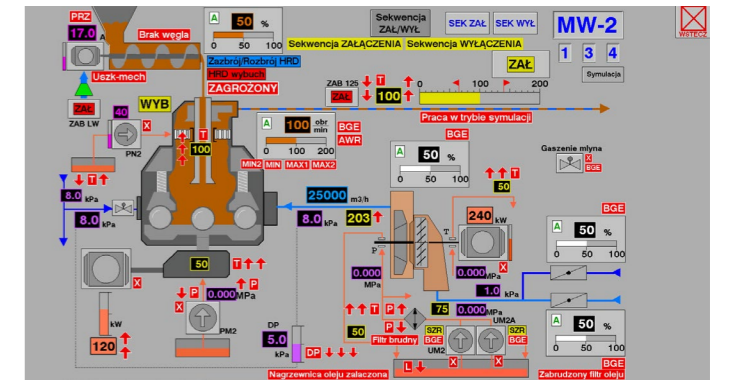 PRZ
17.0 A
Brak węgla
A 50 %
0 50 100
Sekwencja
ZAŁ/WYŁ
SEK ZAŁ
SEK WYŁ
MW-2
WSTECZ
Sekwencja ZAŁĄCZENIA
Sekwencja WYŁĄCZENIA
1 3 4
Uszk-mech
Zazbrój/Rozbrój HRD
HRD wybuch
ZAGROŻONY
ZAŁ
Symulacja
ZAB 125
T
0 100 200
ZAŁ
100
ZAŁ
ZAB LW
40
WYB
X
PN2
T
100
Praca w trybie symulacji
A 100 obr
min
0 100 200
BGE
AWR
MIN2 MIN MAX1 MAX2
BGE
A 50 %
0 50 100
Gaszenie młyna
X
BGE
T
8.0
kPa
8.0
kPa
25000 m3/h
8.0
kPa
203
T
50
240 kW
P
T
X
BGE
A 50 %
0 50 100
50
T
X
P
P
0.000
MPa
X
PM2
kW
120
0.000
MPa
0.000
MPa
1.0 kPa
T
50
P
P
Filtr brudny
75
0.000
MPa
UM2A
SZR
BGE
SZR
BGE
UM2
X
X
L
DP
5.0
kPa
DP
Nagrzewnica oleju załaczona
A 50 %
0 50 100
BGE
Zabrudzony filtr oleju